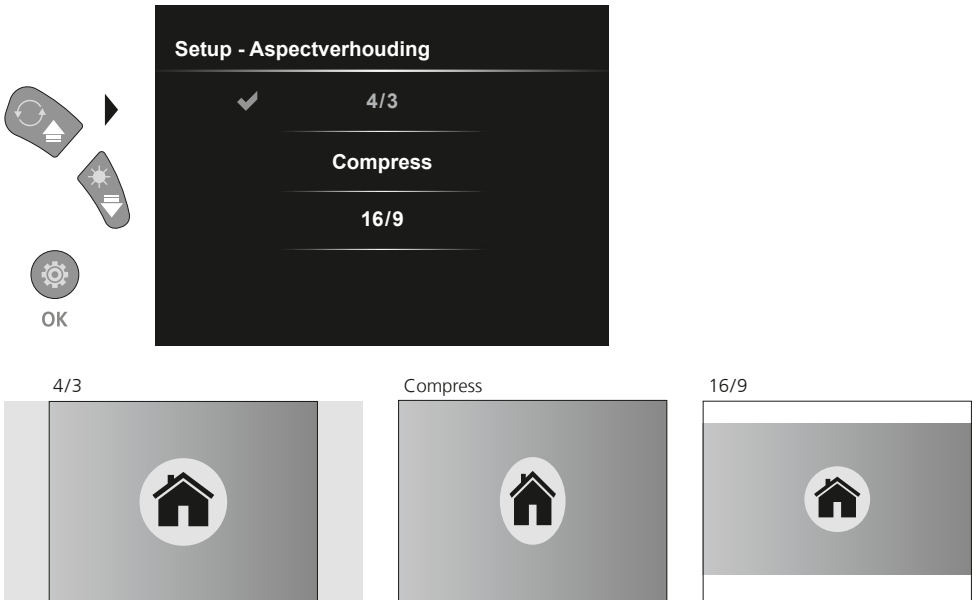 Setup - Aspectverhouding
4/3
Compress
16/9
OK
4/3 Compress 16/9